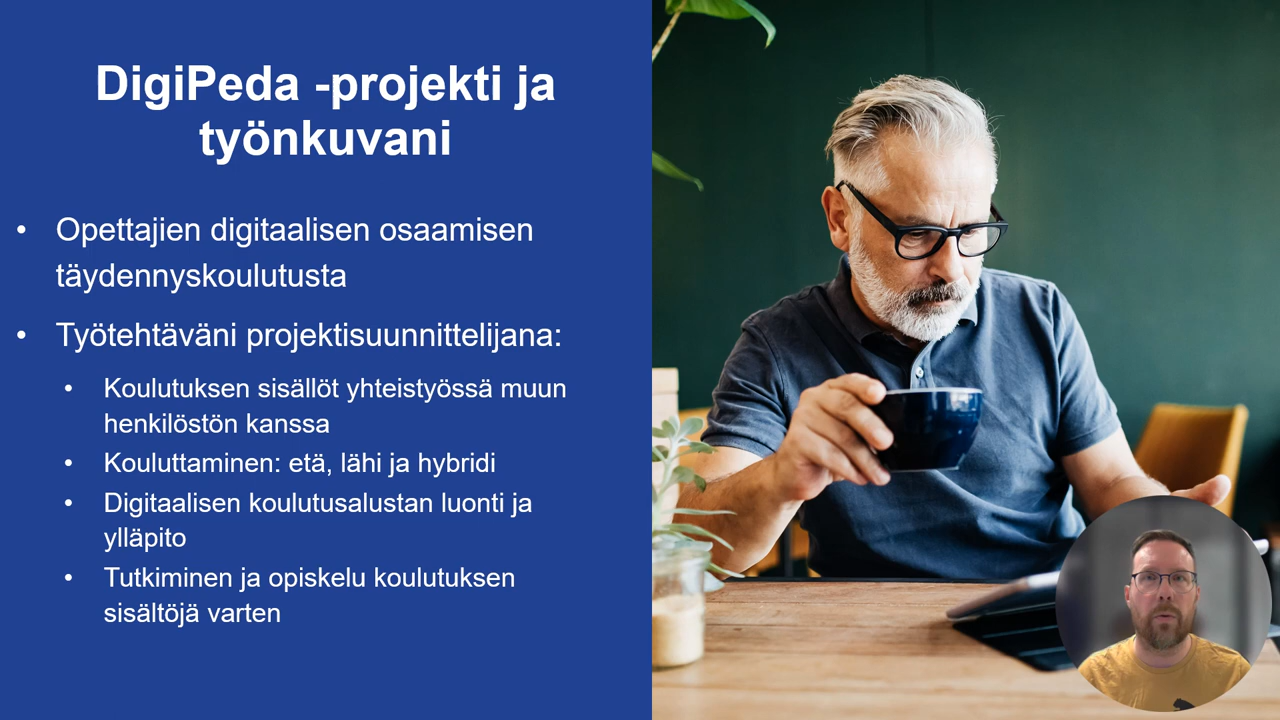 DigiPeda -projekti ja
työnkuvani
• Opettajien digitaalisen osaamisen
täydennyskoulutusta
• Työtehtäväni projektisuunnittelijana:
• Koulutuksen sisällöt yhteistyössä muun
henkilöstön kanssa
• Kouluttaminen: etä, lähi ja hybridi
• Digitaalisen koulutusalustan luonti ja
ylläpito
• Tutkiminen ja opiskelu koulutuksen
sisältöjä varten